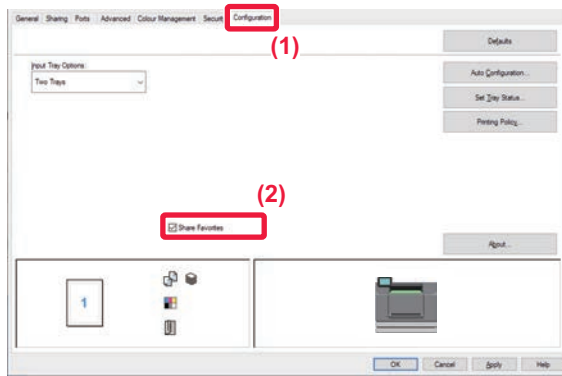 General Sharing Ports Advanced Colour Management Securit Configuration
(1)
Defaults
Input Tray Options:
Two Trays
Auto Configuration...
Set Tray Status...
Printing Policy...
(2)
Share Favorites
About...
1
OK Cancel Apply Help